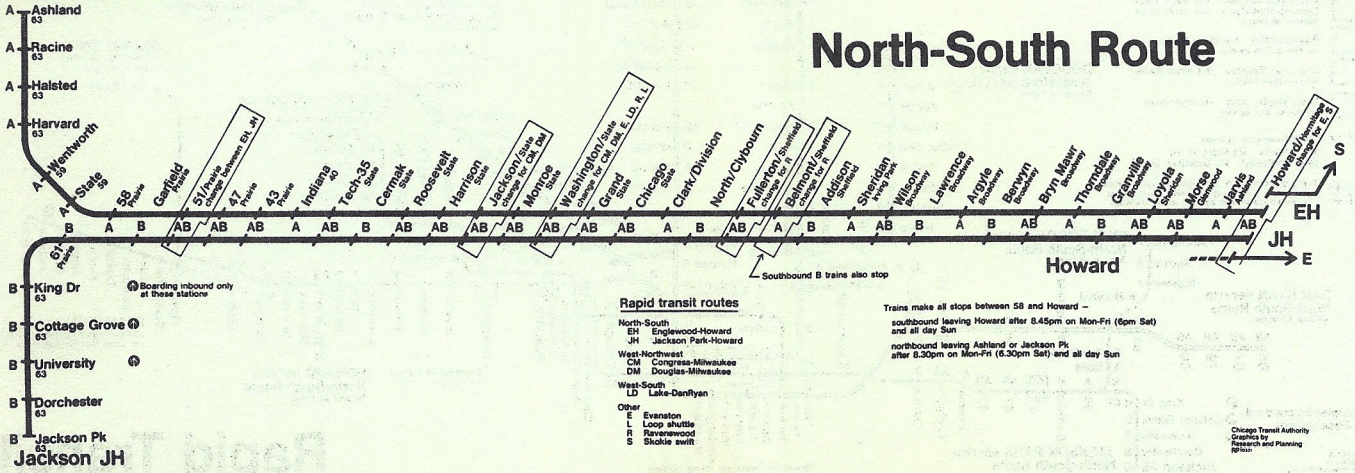 North-South Route
A Ashland
63
A Racine
63
A Halsted
63
A Harvard
63
A Wentworth
59
A State
59
58
Prairie
Garfield
Prairie
51/Prairie
change between EH, JH
47
Prairie
43
Prairie
Indiana
40
Tech-35
State
Cermak
State
Roosevelt
State
Harrison
State
Jackson/State
change for CM, DM
Monroe
State
Washington/State
change for CM, DM, E, LD, R, L
Grand
State
Chicago
State
Clark/Division
North/Clybourn
Fullerton/Sheffield
change for R
Belmont/Sheffield
change for R
Addison
Sheffield
Sheridan
Irving Park
Wilson
Broadway
Lawrence
Broadway
Argyle
Broadway
Berwyn
Broadway
Bryn Mawr
Broadway
Thorndale
Broadway
Granville
Broadway
Loyola
Sheridan
Morse
Glenwood
Jarvis
Ashland
Howard/Hermitage
change for E, S
S
EH
B A B AB AB AB A B AB B AB AB AB AB AB AB AB AB A B AB A B A AB B A B AB A B AB AB A AB
JH
E
Howard
61
Prairie
B King Dr
63
Boarding inbound only
at these stations
B Cottage Grove
63
B University
63
B Dorchester
63
B Jackson Pk
63
Jackson JH
Southbound B trains also stop
Rapid transit routes
North-South
EH Englewood-Howard
JH Jackson Park-Howard
West-Northwest
CM Congress-Milwaukee
DM Douglas-Milwaukee
West-South
LD Lake-DanRyan
Other
E Evanston
L Loop shuttle
R Ravenswood
S Skokie swift
Trains make all stops between 58 and Howard –
southbound leaving Howard after 8.45pm on Mon-Fri (6pm Sat)
and all day Sun
northbound leaving Ashland or Jackson Pk
after 8.30pm on Mon-Fri (6.30pm Sat) and all day Sun
Chicago Transit Authority
Graphics by
Research and Planning